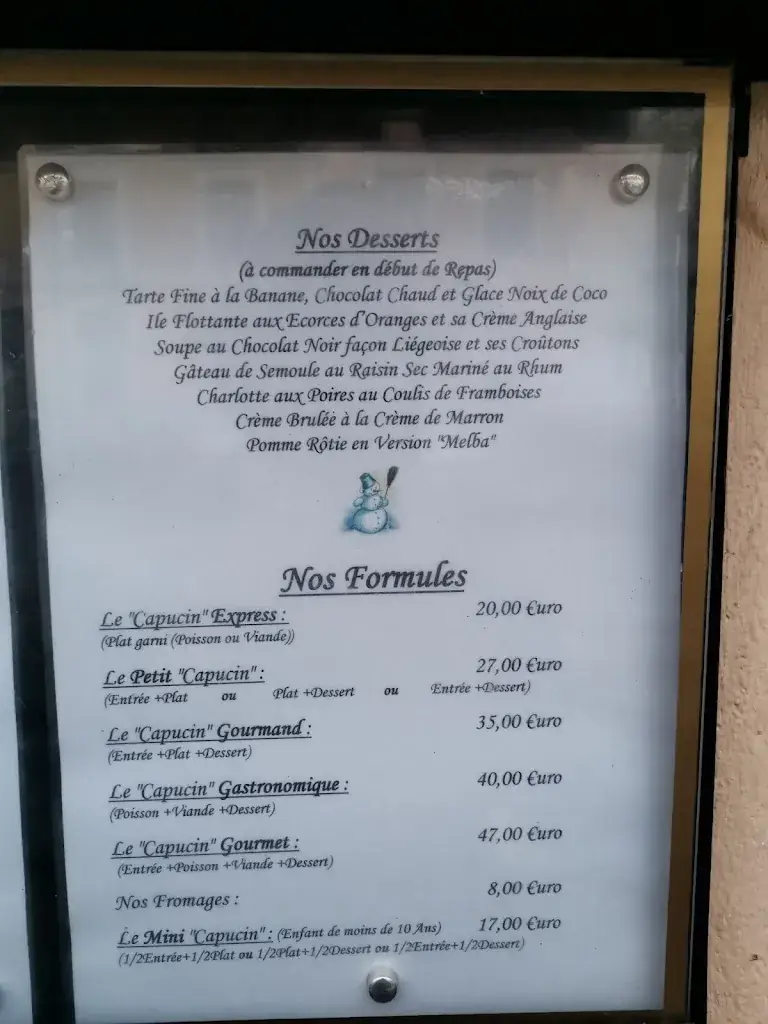 Nos Desserts
(à commander en début de Repas)
Tarte Fine à la Banane, Chocolat Chaud et Glace Noix de Coco
Ile Flottante aux Ecorces d'Oranges et sa Crème Anglaise
Soupe au Chocolat Noir façon Liégeoise et ses Croûtons
Gâteau de Semoule au Raisin Sec Mariné au Rhum
Charlotte aux Poires au Coulis de Framboises
Crème Brulée à la Crème de Marron
Pomme Rôtie en Version "Melba"
Nos Formules
Le "Capucin" Express : 20,00 €uro
(Plat garni (Poisson ou Viande))
Le Petit "Capucin" : 27,00 €uro
(Entrée +Plat ou Plat +Dessert ou Entrée +Dessert)
Le "Capucin" Gourmand : 35,00 €uro
(Entrée +Plat +Dessert)
Le "Capucin" Gastronomique : 40,00 €uro
(Poisson +Viande +Dessert)
Le "Capucin" Gourmet : 47,00 €uro
(Entrée +Poisson +Viande +Dessert)
Nos Fromages : 8,00 €uro
Le Mini "Capucin" : (Enfant de moins de 10 Ans) 17,00 €uro
(1/2Entrée+1/2Plat ou 1/2Plat+1/2Dessert ou 1/2Entrée+1/2Dessert)